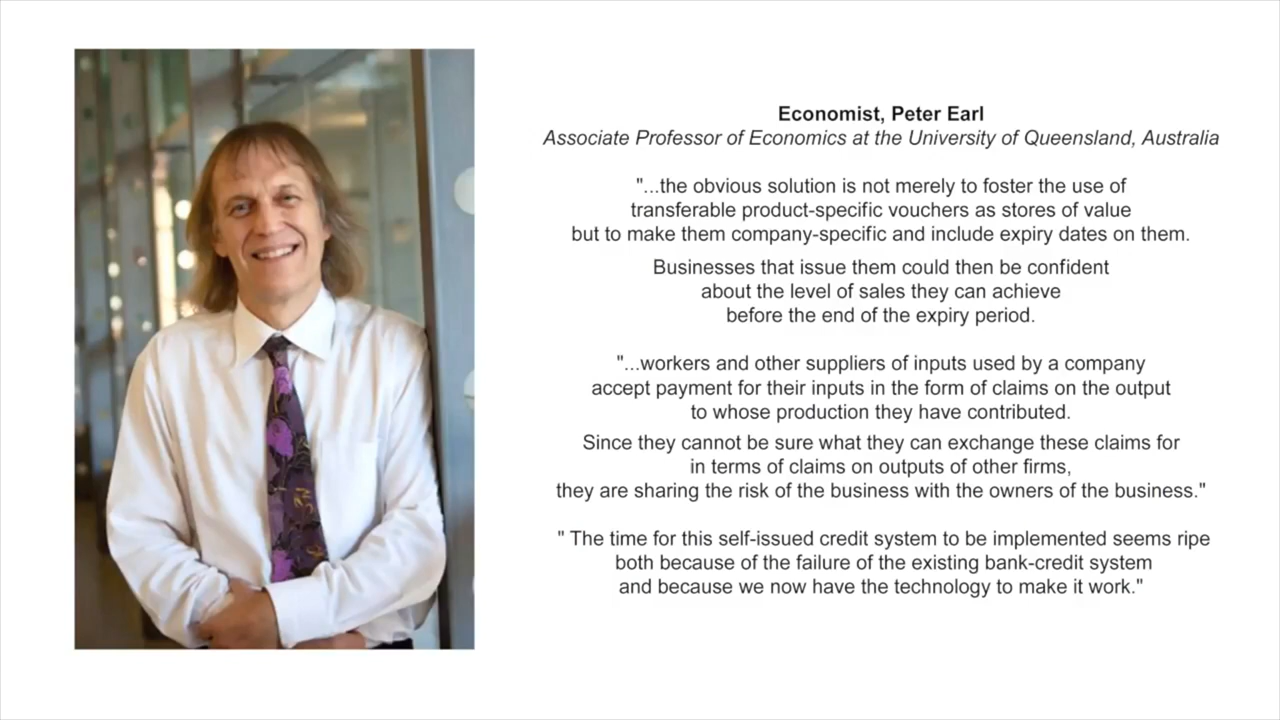 Economist, Peter Earl
Associate Professor of Economics at the University of Queensland, Australia
"...the obvious solution is not merely to foster the use of
transferable product-specific vouchers as stores of value
but to make them company-specific and include expiry dates on them.
Businesses that issue them could then be confident
about the level of sales they can achieve
before the end of the expiry period.
"...workers and other suppliers of inputs used by a company
accept payment for their inputs in the form of claims on the output
to whose production they have contributed.
Since they cannot be sure what they can exchange these claims for
in terms of claims on outputs of other firms,
they are sharing the risk of the business with the owners of the business."
" The time for this self-issued credit system to be implemented seems ripe
both because of the failure of the existing bank-credit system
and because we now have the technology to make it work."